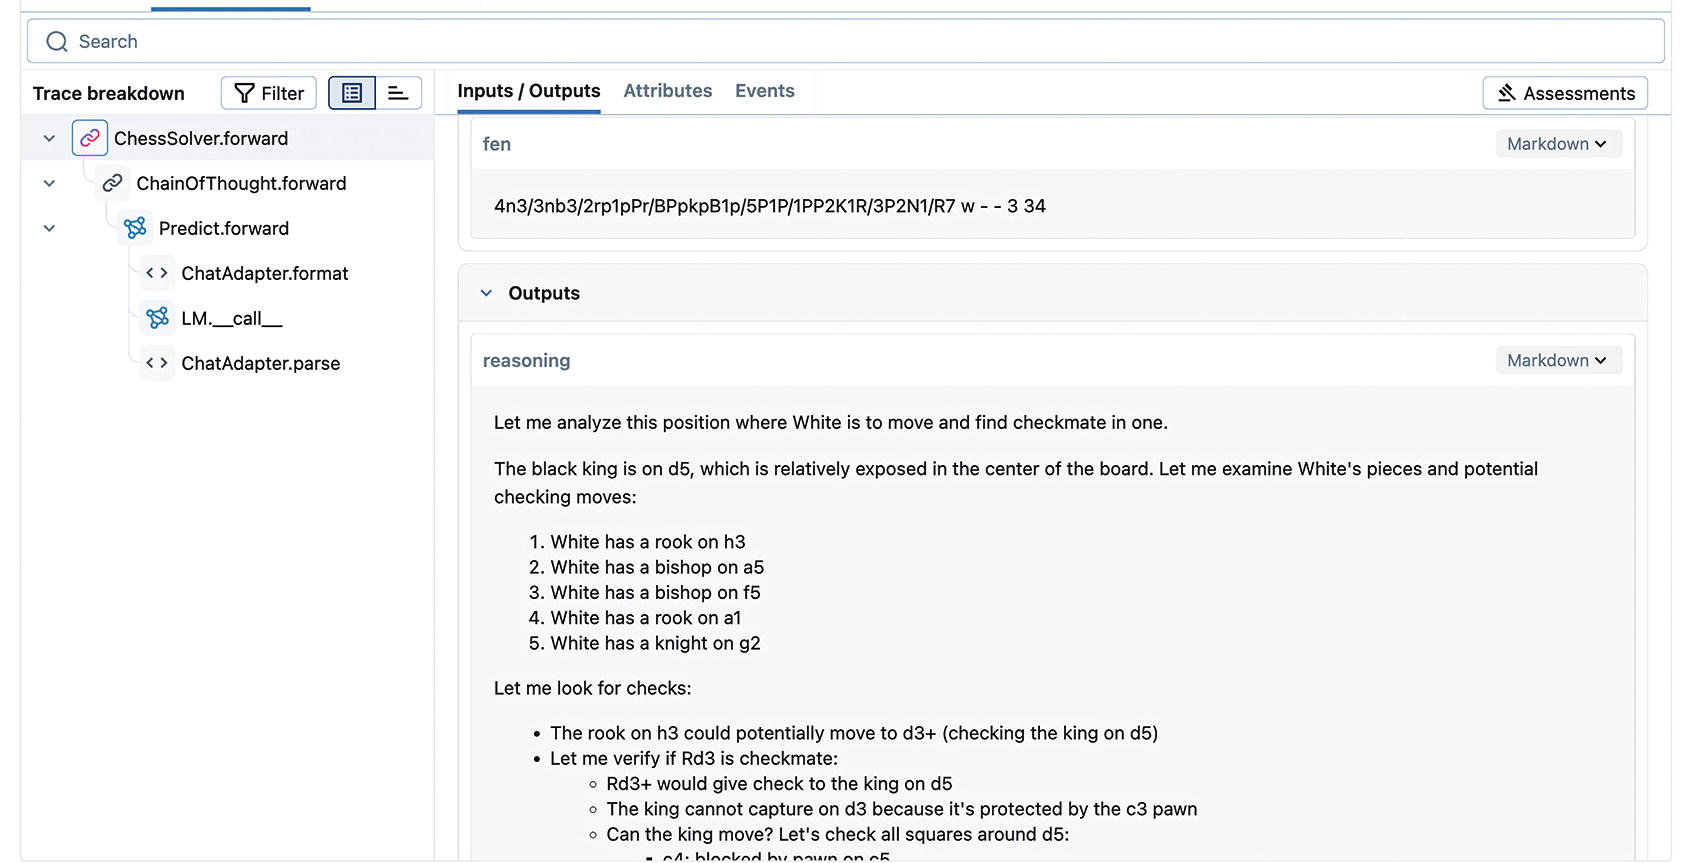 Search
Trace breakdown
Filter
ChessSolver.forward
ChainOfThought.forward
Predict.forward
ChatAdapter.format
LM.__call__
ChatAdapter.parse
Inputs / Outputs Attributes Events
Assessments
fen
Markdown
4n3/3nb3/2rp1pPr/BPpkpB1p/5P1P/1PP2K1R/3P2N1/R7 w - - 3 34
Outputs
reasoning
Markdown
Let me analyze this position where White is to move and find checkmate in one.
The black king is on d5, which is relatively exposed in the center of the board. Let me examine White's pieces and potential
checking moves:
1. White has a rook on h3
2. White has a bishop on a5
3. White has a bishop on f5
4. White has a rook on a1
5. White has a knight on g2
Let me look for checks:
• The rook on h3 could potentially move to d3+ (checking the king on d5)
• Let me verify if Rd3 is checkmate:
◦ Rd3+ would give check to the king on d5
◦ The king cannot capture on d3 because it's protected by the c3 pawn
◦ Can the king move? Let's check all squares around d5:
▪ c4: blocked by pawn on c5